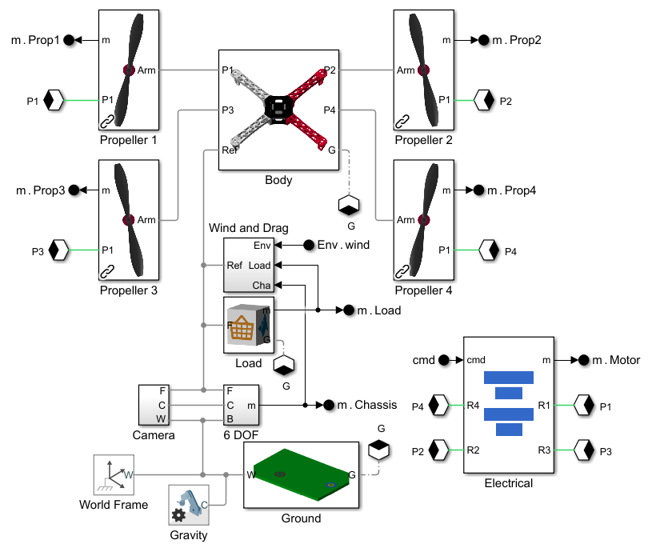 m.Prop1
m
Arm
P1
P1
Propeller 1
P1
P2
P3
P4
Ref
G
Body
m
m.Prop2
Arm
P1
P2
Propeller 2
m.Prop3
m
Arm
P3
P1
Propeller 3
G
m
m.Prop4
Arm
P1
P4
Propeller 4
Wind and Drag
Env
Env.wind
Ref
Load
Cha
F
m
G
m.Load
Load
G
F
C
W
Camera
F
C
B
m
6 DOF
m.Chassis
cmd
cmd
m
m.Motor
P4
R4
R1
P1
P2
R2
R3
P3
Electrical
G
W
World Frame
C
Gravity
W
G
Ground